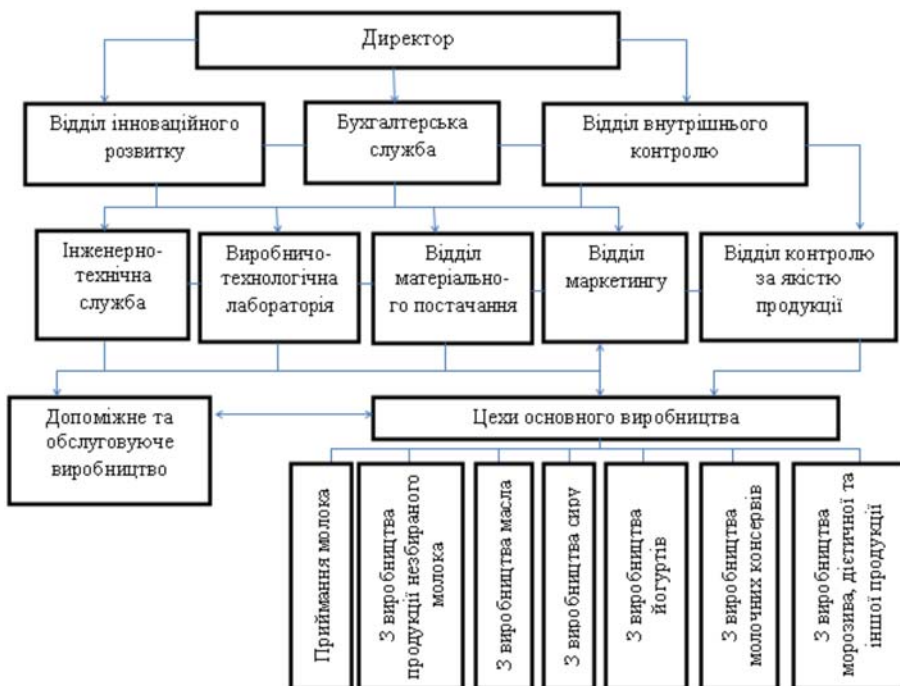 Директор
Відділ інноваційного
розвитку
Бухгалтерська
служба
Відділ внутрішнього
контролю
Інженерно-
технічна
служба
Виробничо-
технологічна
лабораторія
Відділ
матеріально-
го постачання
Відділ
маркетингу
Відділ контролю
за якістю
продукції
Допоміжне та
обслуговуюче
виробництво
Цехи основного виробництва
Приймання молока
З виробництва
продукції незбираного
молока
З виробництва масла
З виробництва сиру
З виробництва
йогуртів
З виробництва
молочних консервів
З виробництва
морозива, дієтичної та
іншої продукції